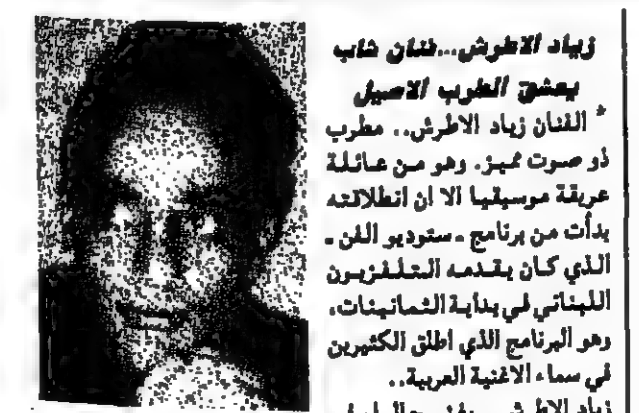 زياد الاطرش...فنان شاب
يعشق الطرب الاصيل
* الفنان زياد الاطرش.. مطرب
ذو صوت مميز. وهو من عائلة
عريقة موسيقيا الا ان انطلاقته
بدأت من برنامج ـ ستوديو الفن ـ
الذي كان يقدمه التلفزيون
اللبناني في بداية الثمانينات،
وهو البرنامج الذي اطلق الكثيرين
في سماء الاغنية العربية..
زياد الاطرش